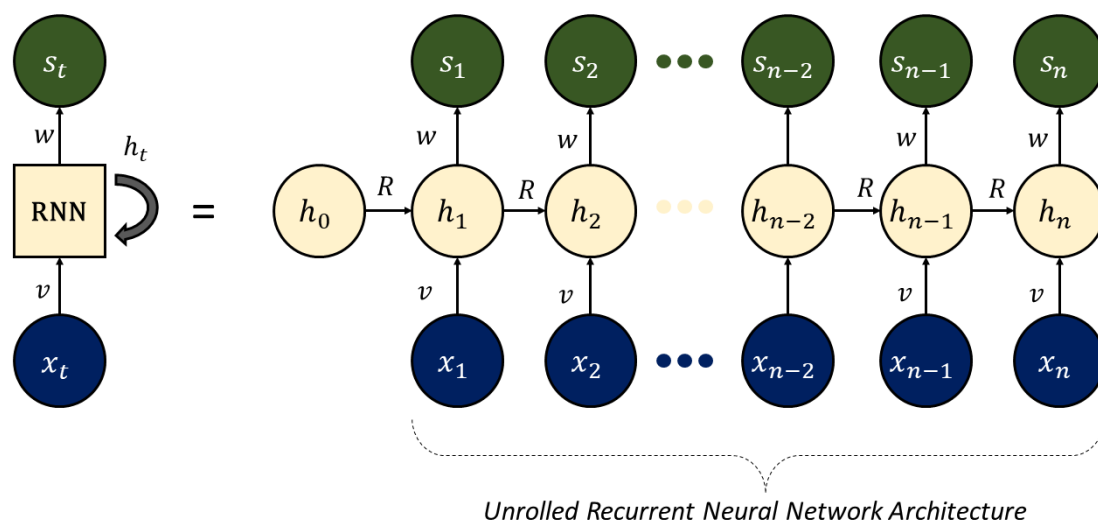 s_t s_1 s_2 s_{n-2} s_{n-1} s_n
w w w w w
h_t
RNN = h_0 R h_1 R h_2 h_{n-2} R h_{n-1} R h_n
v v v v v
x_t x_1 x_2 x_{n-2} x_{n-1} x_n
Unrolled Recurrent Neural Network Architecture